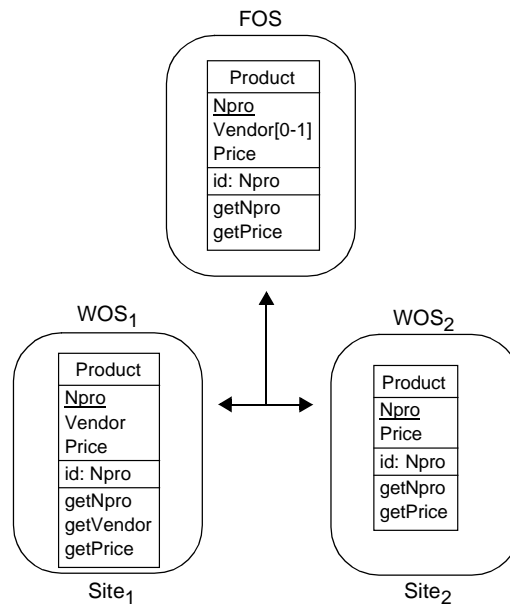 FOS
Product
Npro
Vendor[0-1]
Price
id: Npro
getNpro
getPrice
WOS1
Product
Npro
Vendor
Price
id: Npro
getNpro
getVendor
getPrice
Site1
WOS2
Product
Npro
Price
id: Npro
getNpro
getPrice
Site2